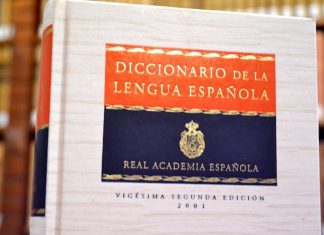 DICCIONARIO DE LA
LENGUA ESPAÑOLA
REAL ACADEMIA ESPAÑOLA
VIGÉSIMA SEGUNDA EDICIÓN
2001